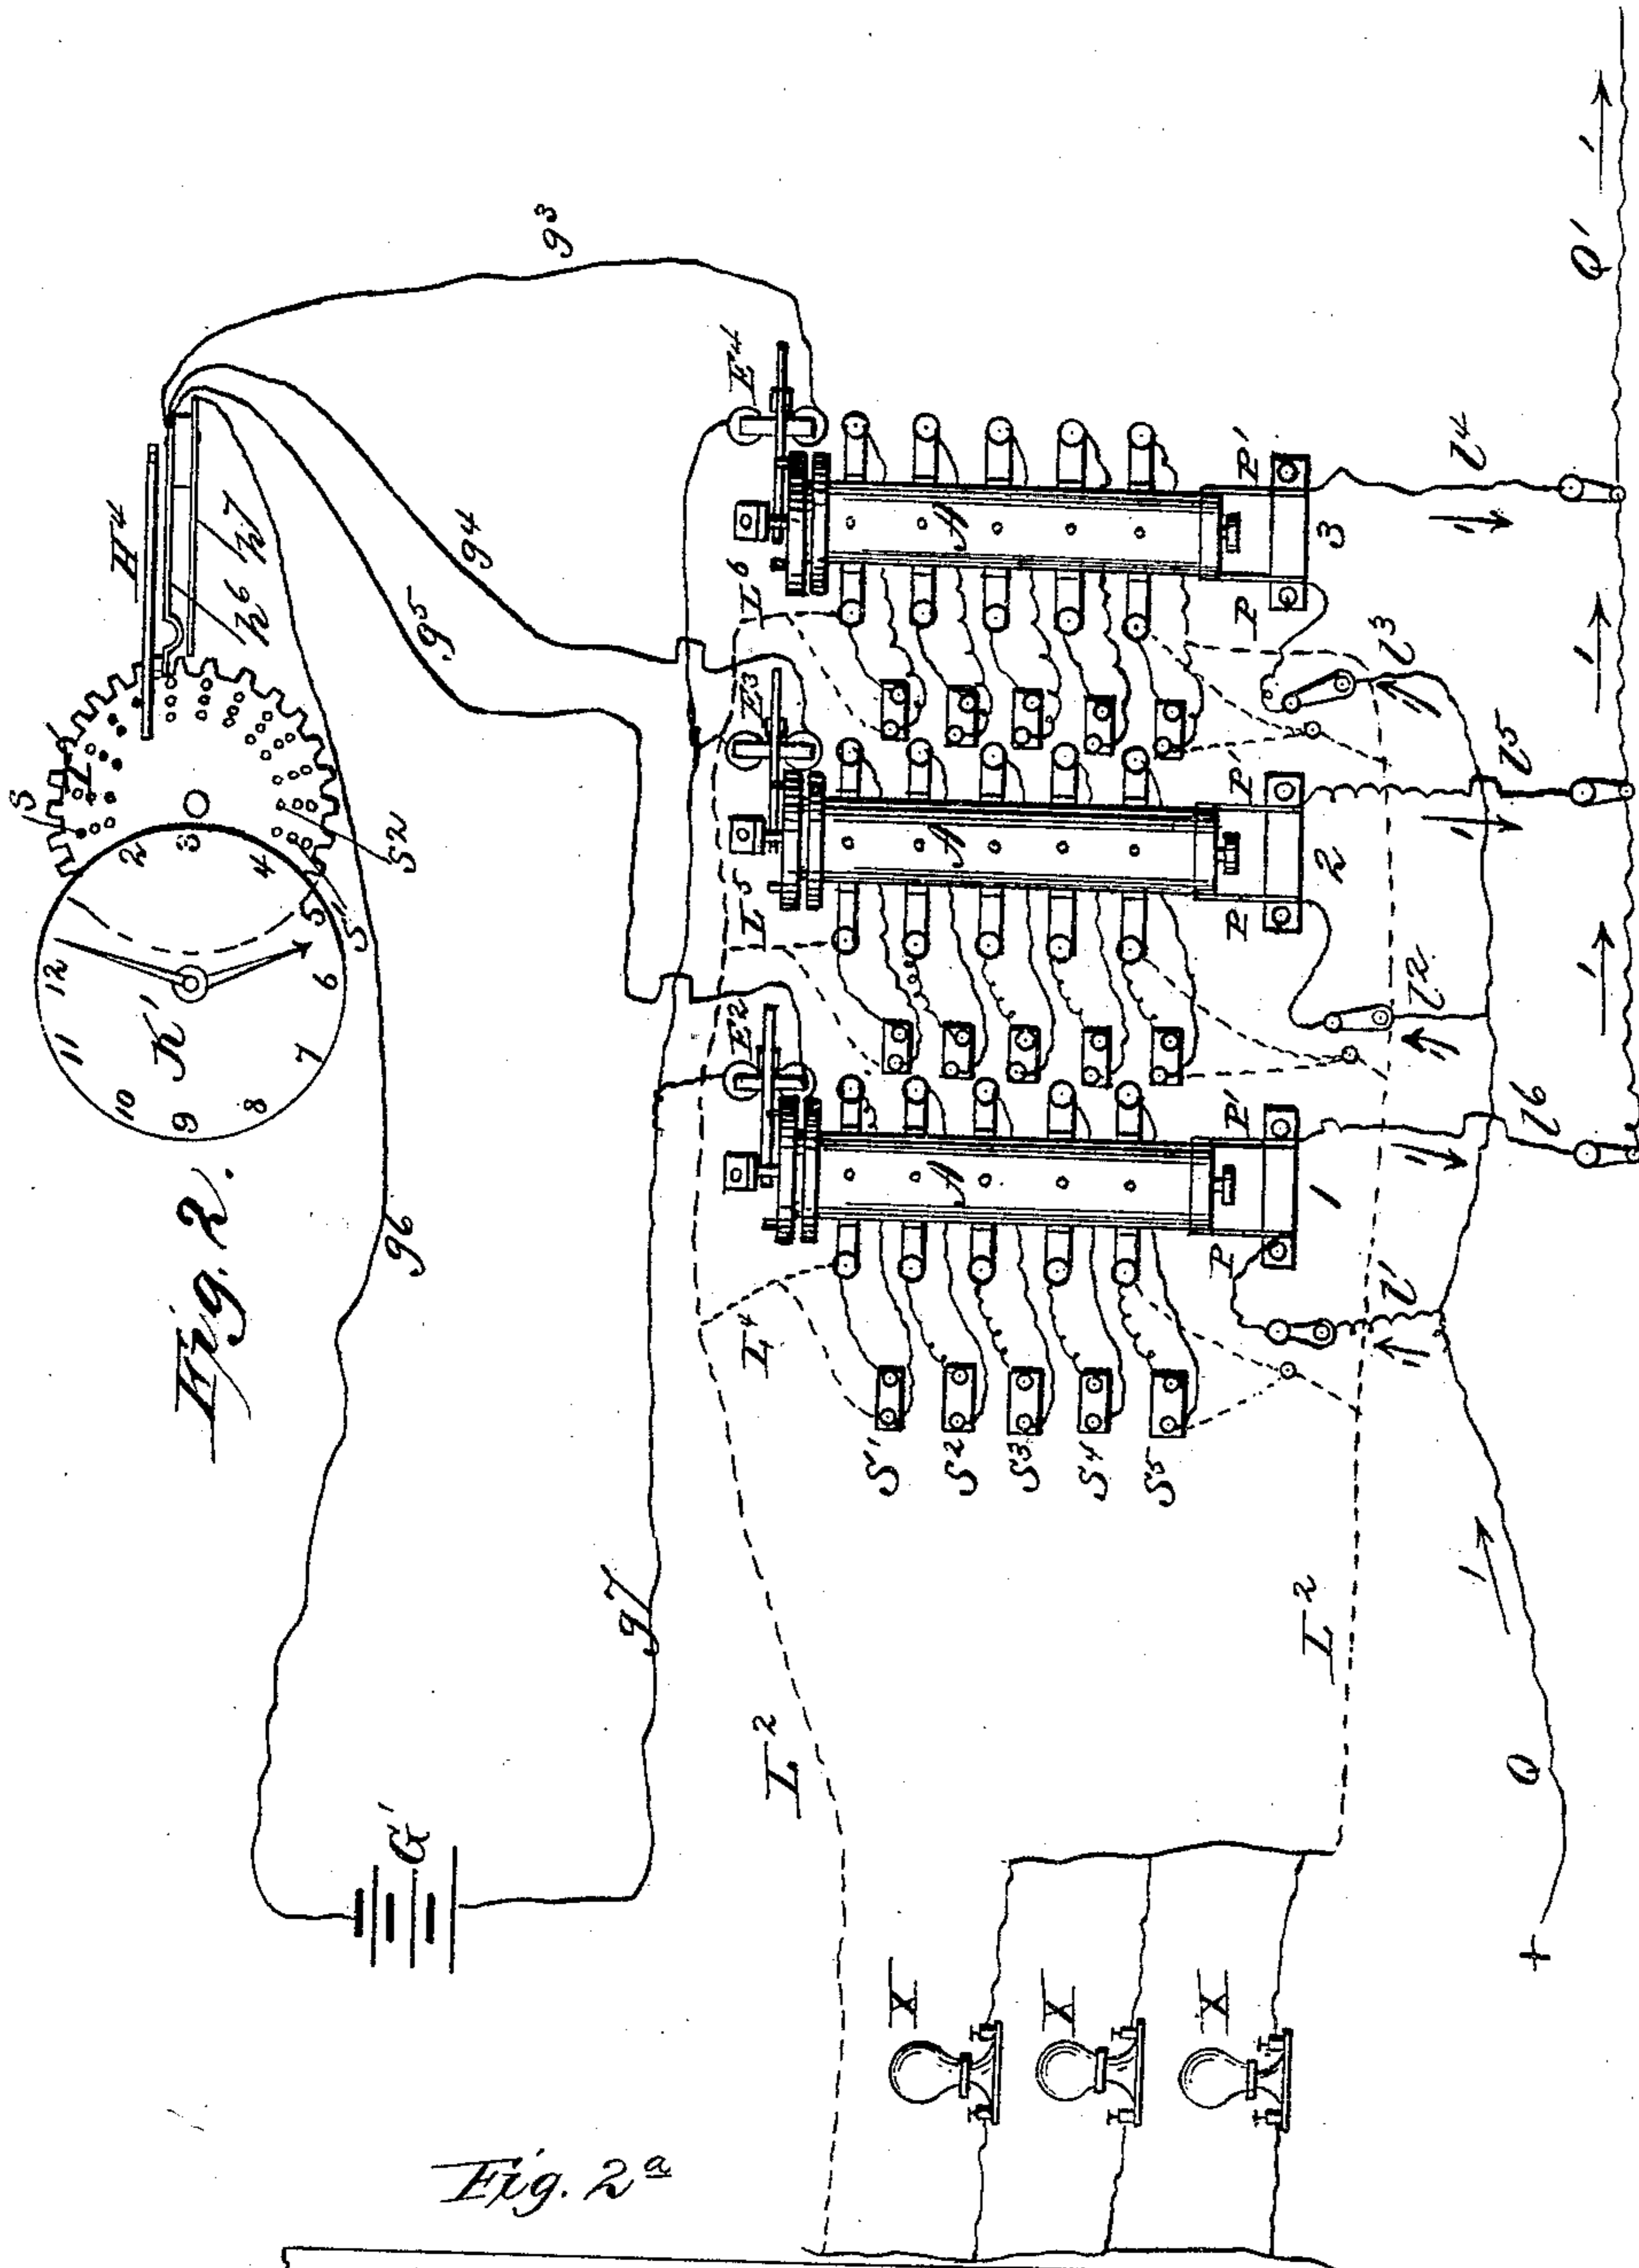 Fig. 2.
K'
12
2
3
4
5
6
7
8
9
10
11
S
I
S'
S2
H4
h6
h7
g3
g4
g5
g6
g7
G'
E2
E3
E4
L2
L4
L5
L6
A
A
A
S'
S2
S3
S4
S5
P
P'
P
P'
P
P'
1
2
3
l'
l2
l3
l4
l5
l6
L2
Q
Q'
+
X
X
X
Fig. 2a